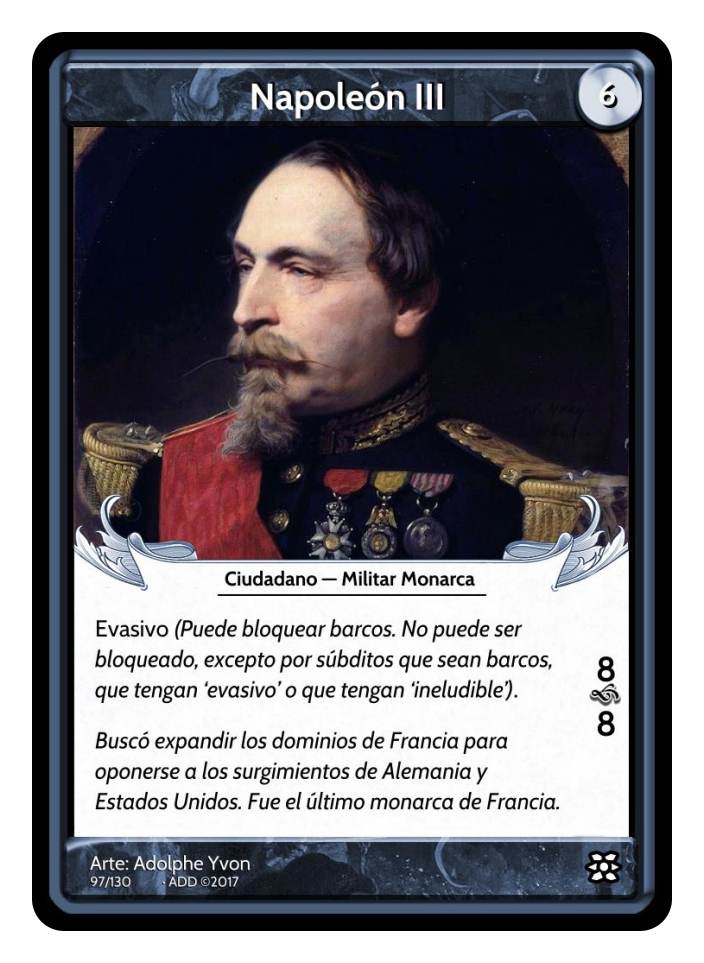 Napoleón III
6
Ciudadano — Militar Monarca
Evasivo (Puede bloquear barcos. No puede ser
bloqueado, excepto por súbditos que sean barcos,
que tengan ‘evasivo’ o que tengan ‘ineludible’).
8
8
Buscó expandir los dominios de Francia para
oponerse a los surgimientos de Alemania y
Estados Unidos. Fue el último monarca de Francia.
Arte: Adolphe Yvon
97/130 · ADD ©2017